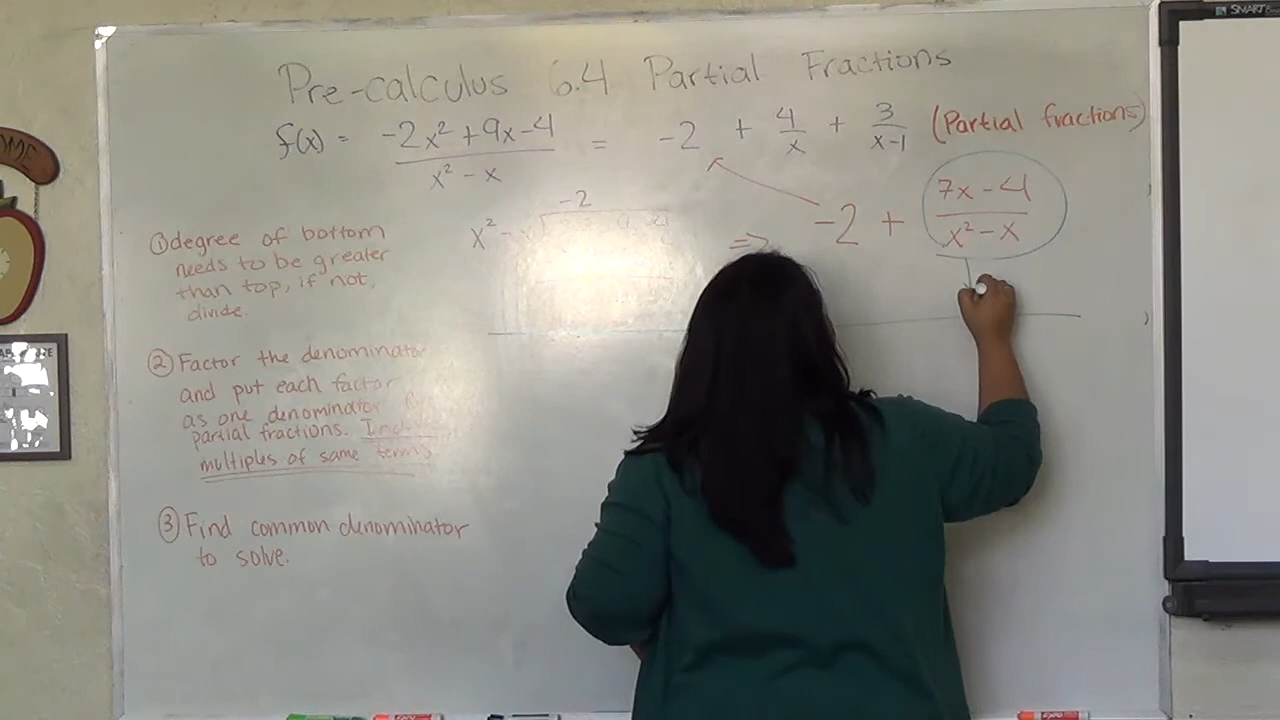 Pre-calculus 6.4 Partial Fractions
f(x) = -2x² + 9x - 4 / x² - x = -2 + 4/x + 3/x-1 (Partial fractions)
-2
x² -
=> -2 + 7x - 4 / x² - x
① degree of bottom
needs to be greater
than top, if not,
divide.
② Factor the denominator
and put each factor
as one denominator
partial fractions.
multiples of same terms
③ Find common denominator
to solve.
SMART